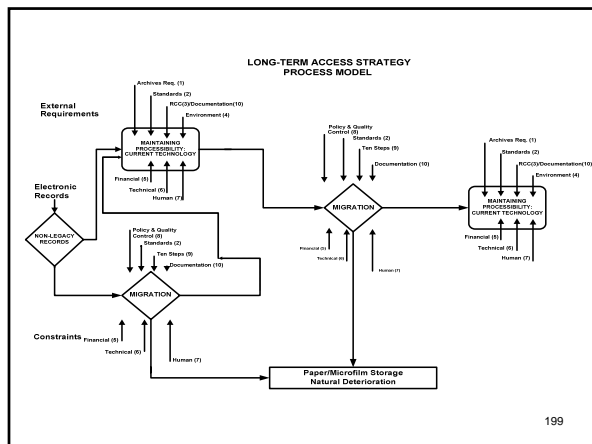 LONG-TERM ACCESS STRATEGY
PROCESS MODEL
Archives Req. (1)
Standards (2)
RCC(3)/Documentation(10)
Environment (4)
External
Requirements
MAINTAINING
PROCESSIBILITY:
CURRENT TECHNOLOGY
Financial (5)
Technical (6)
Human (7)
Policy & Quality
Control (8)
Standards (2)
Ten Steps (9)
Documentation (10)
MIGRATION
Financial (5)
Technical (6)
Human (7)
Archives Req. (1)
Standards (2)
RCC(3)/Documentation(10)
Environment (4)
MAINTAINING
PROCESSIBILITY:
CURRENT TECHNOLOGY
Financial (5)
Technical (6)
Human (7)
Electronic
Records
NON-LEGACY
RECORDS
Policy & Quality
Control (8)
Standards (2)
Ten Steps (9)
Documentation (10)
MIGRATION
Constraints
Financial (5)
Technical (6)
Human (7)
Paper/Microfilm Storage
Natural Deterioration
199